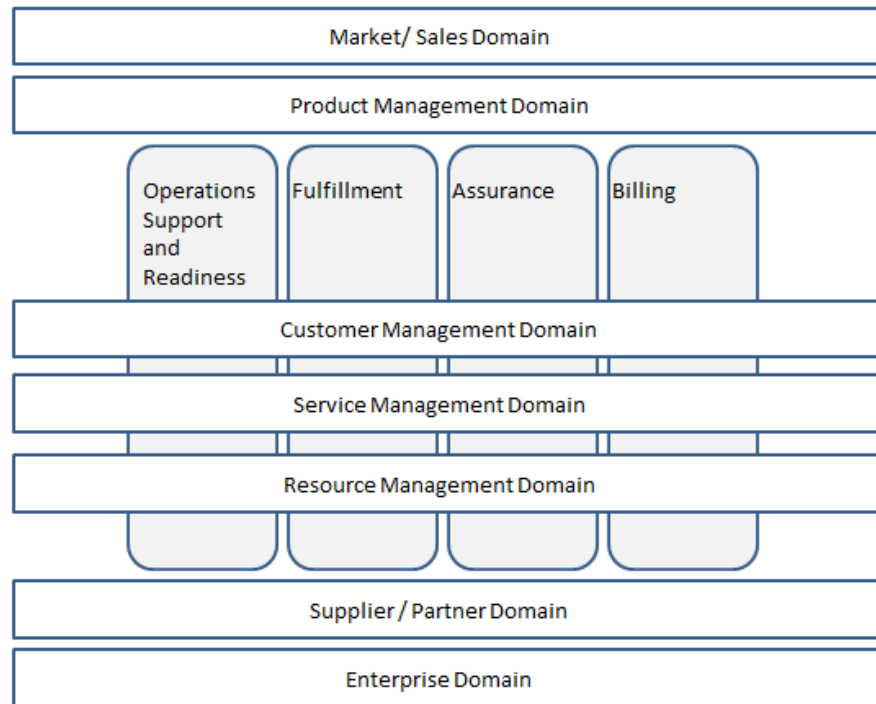 Market/ Sales Domain
Product Management Domain
Operations
Support
and
Readiness
Fulfillment
Assurance
Billing
Customer Management Domain
Service Management Domain
Resource Management Domain
Supplier / Partner Domain
Enterprise Domain